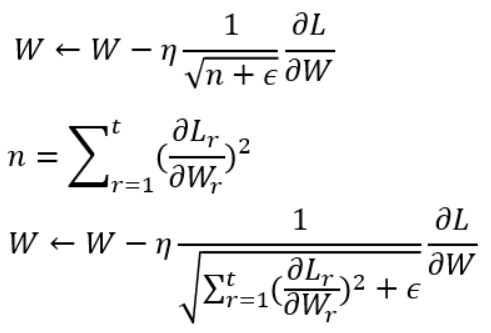 W ← W − η 1/√(n + ϵ) ∂L/∂W
n = ∑_{r=1}^{t} (∂L_r/∂W_r)²
W ← W − η 1/√(∑_{r=1}^{t} (∂L_r/∂W_r)² + ϵ) ∂L/∂W